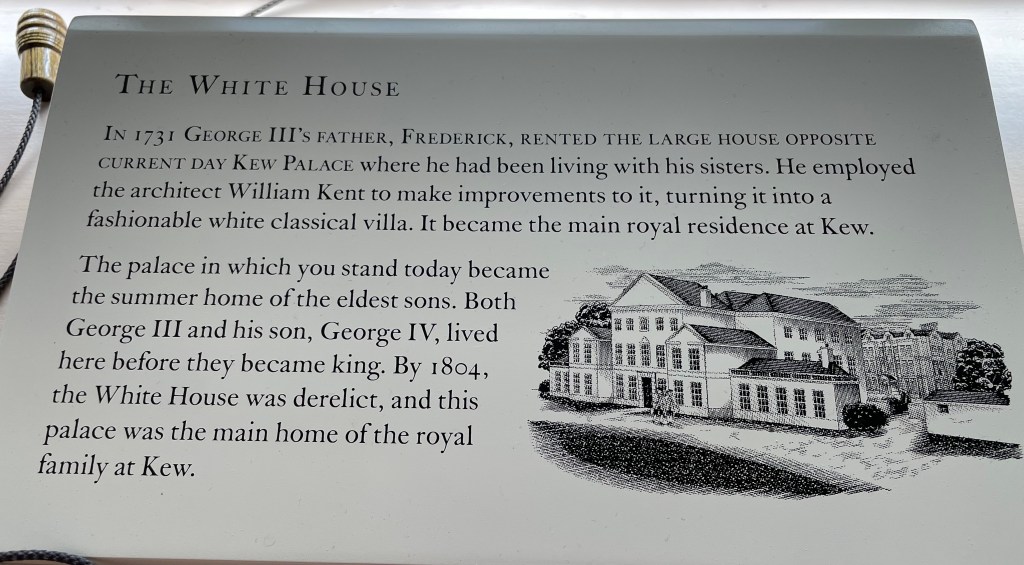 The White House
In 1731 George III's father, Frederick, rented the large house opposite
current day Kew Palace where he had been living with his sisters. He employed
the architect William Kent to make improvements to it, turning it into a
fashionable white classical villa. It became the main royal residence at Kew.
The palace in which you stand today became
the summer home of the eldest sons. Both
George III and his son, George IV, lived
here before they became king. By 1804,
the White House was derelict, and this
palace was the main home of the royal
family at Kew.